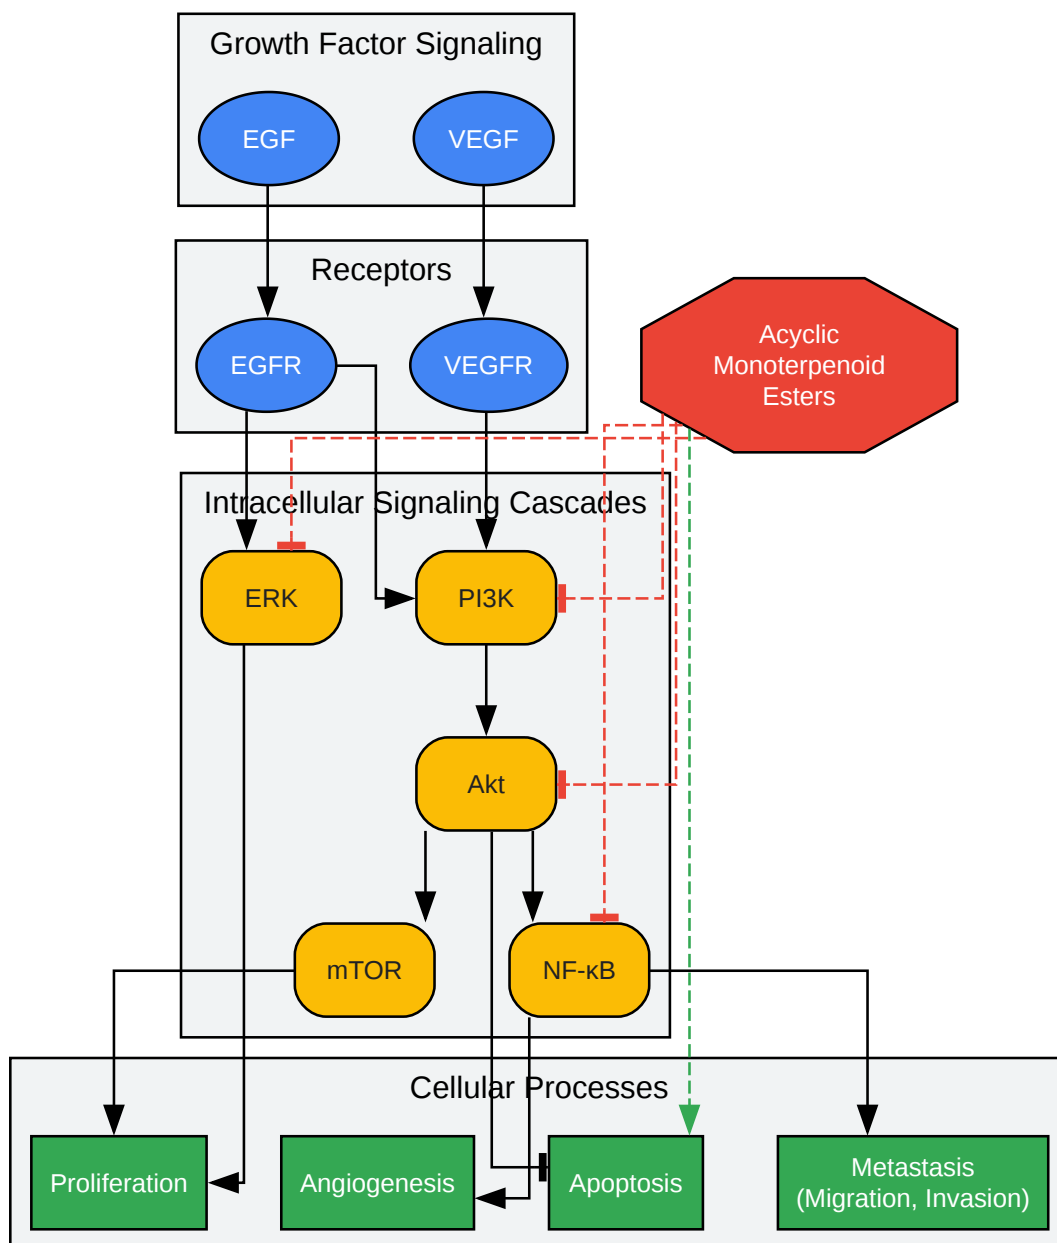 Growth Factor Signaling
EGF
VEGF
Receptors
EGFR
VEGFR
Acyclic
Monoterpenoid
Esters
Intracellular Signaling Cascades
ERK
PI3K
Akt
mTOR
NF-κB
Cellular Processes
Proliferation
Angiogenesis
Apoptosis
Metastasis
(Migration, Invasion)